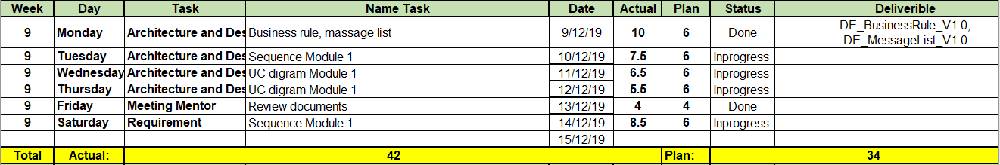 Week Day Task Name Task Date Actual Plan Status Deliverible
9 Monday Architecture and Des Business rule, massage list 9/12/19 10 6 Done DE_BusinessRule_V1.0,
DE_MessageList_V1.0
9 Tuesday Architecture and Des Sequence Module 1 10/12/19 7.5 6 Inprogress
9 Wednesday Architecture and Des UC digram Module 1 11/12/19 6.5 6 Inprogress
9 Thursday Architecture and Des UC digram Module 1 12/12/19 5.5 6 Inprogress
9 Friday Meeting Mentor Review documents 13/12/19 4 4 Done
9 Saturday Requirement Sequence Module 1 14/12/19 8.5 6 Inprogress
15/12/19
Total Actual: 42 Plan: 34